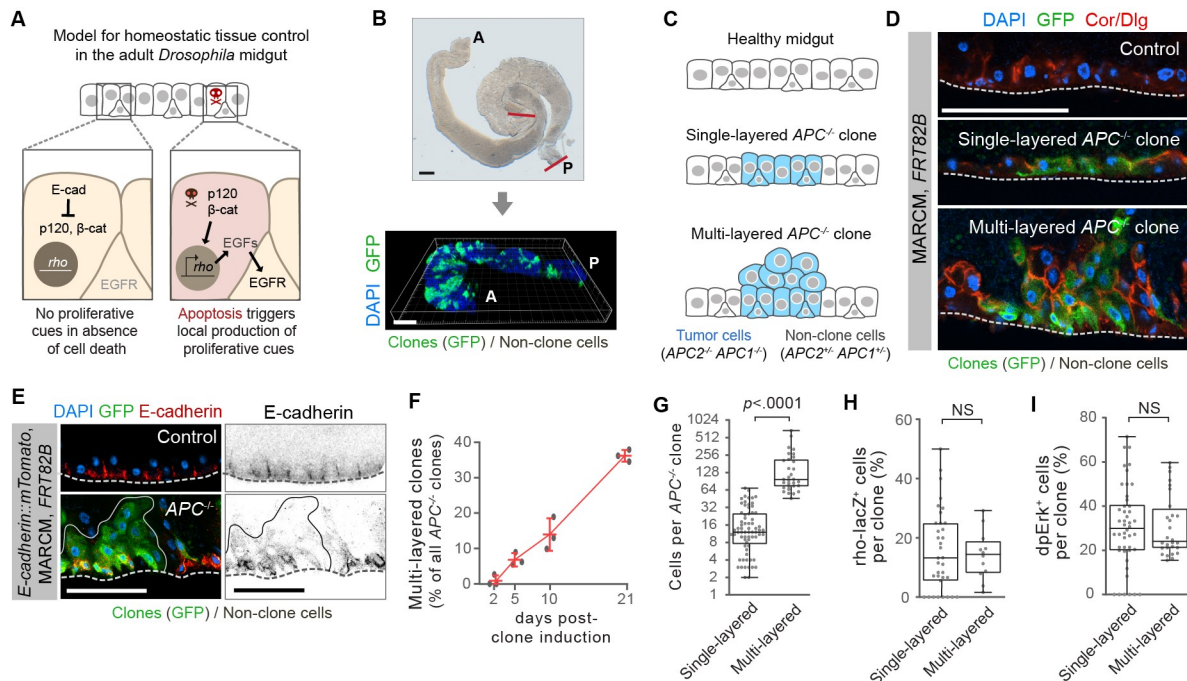 A
Model for homeostatic tissue control
in the adult Drosophila midgut
E-cad
p120, β-cat
rho
EGFR
No proliferative
cues in absence
of cell death
p120
β-cat
EGFs
rho
EGFR
Apoptosis triggers
local production of
proliferative cues
B
A
P
DAPI GFP
P
A
Clones (GFP) / Non-clone cells
C
Healthy midgut
Single-layered APC-/- clone
Multi-layered APC-/- clone
Tumor cells
(APC2-/- APC1-/-)
Non-clone cells
(APC2+/- APC1+/-)
D
DAPI GFP Cor/Dlg
MARCM, FRT82B
Control
Single-layered APC-/- clone
Multi-layered APC-/- clone
Clones (GFP) / Non-clone cells
E
DAPI GFP E-cadherin
E-cadherin
E-cadherin::mTomato,
MARCM, FRT82B
Control
APC-/-
Clones (GFP) / Non-clone cells
F
Multi-layered clones
(% of all APC-/- clones)
40
30
20
10
0
2
5
10
21
days post-
clone induction
G
p<.0001
Cells per APC-/- clone
1024
512
256
128
64
32
16
8
4
2
1
Single-layered
Multi-layered
H
NS
rho-lacZ+ cells
per clone (%)
60
40
20
0
Single-layered
Multi-layered
I
NS
dpErk+ cells
per clone (%)
80
60
40
20
0
Single-layered
Multi-layered